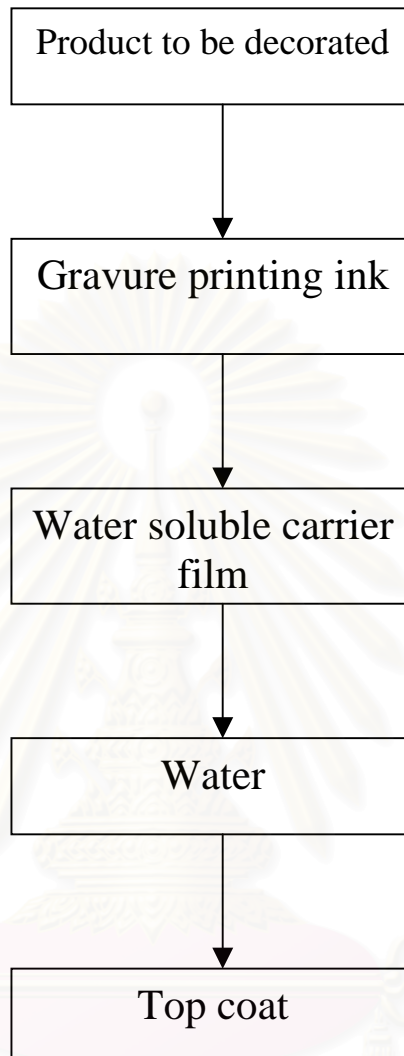 Product to be decorated
Gravure printing ink
Water soluble carrier
film
Water
Top coat